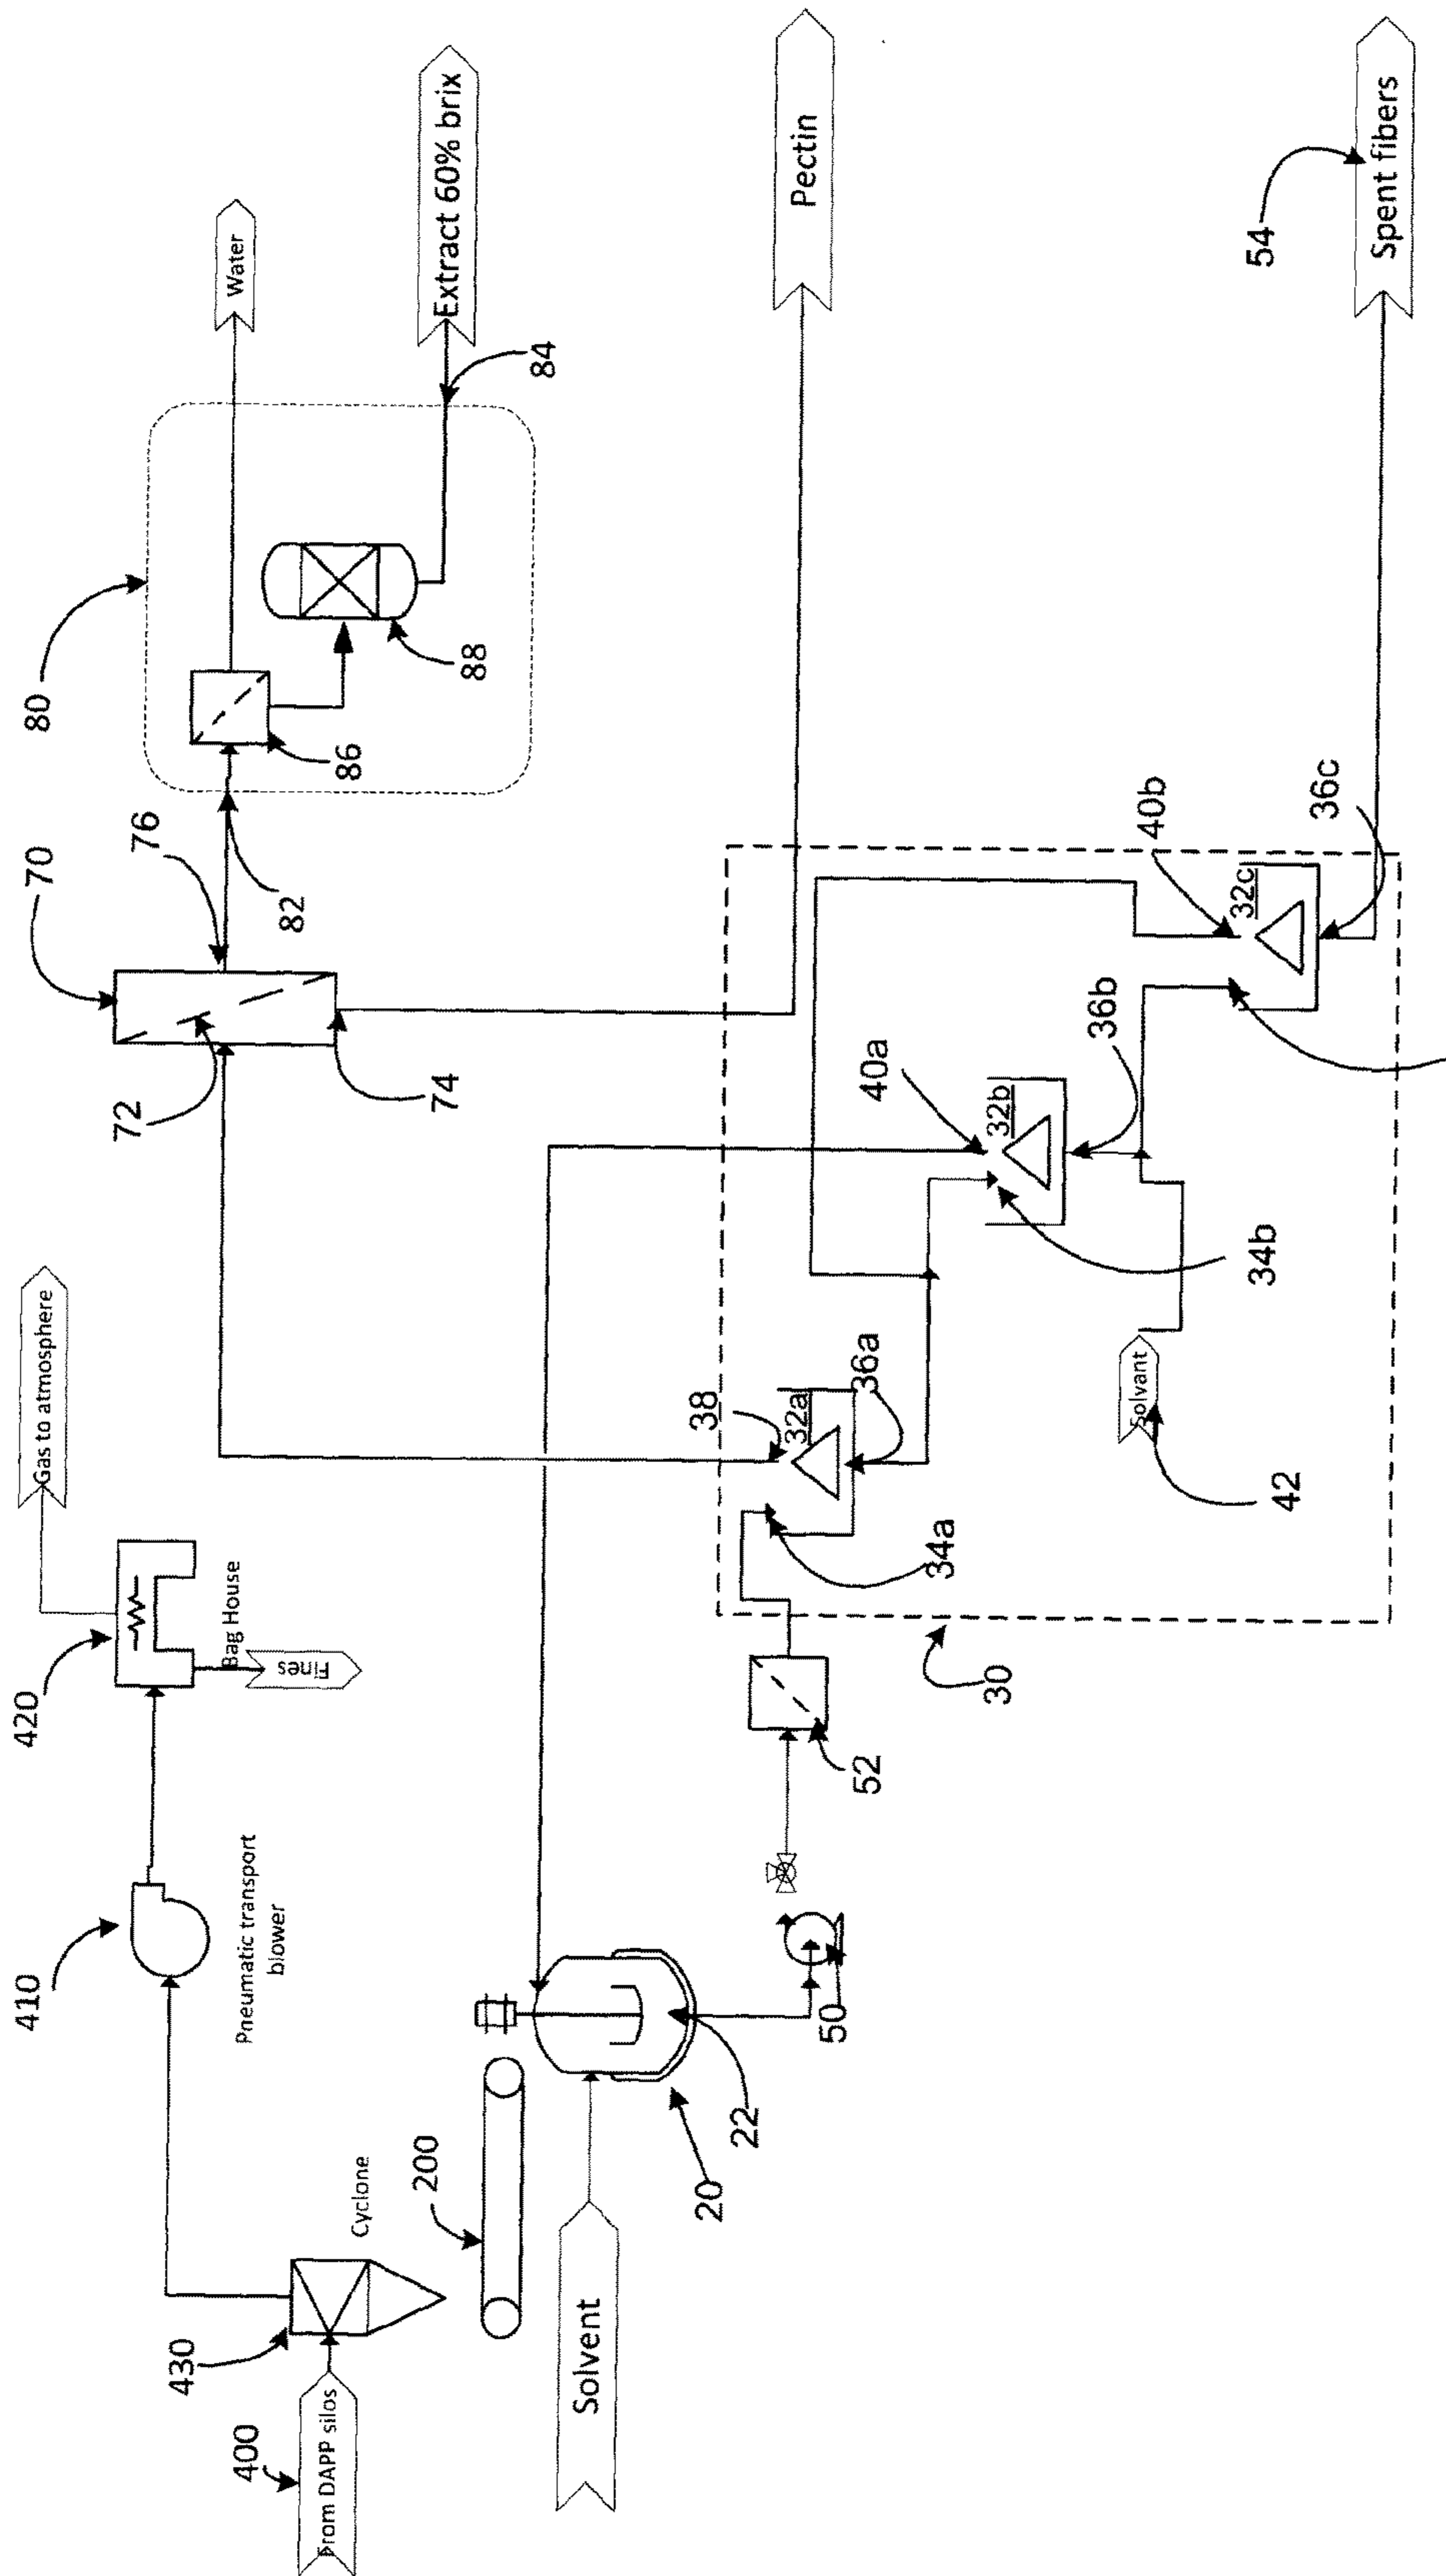 Gas to atmosphere
420
Bag House
Fines
410
Pneumatic transport
blower
430
Cyclone
400
From DAPP silos
200
Solvent
20
22
50
52
30
70
72
74
76
82
80
86
88
84
Water
Extract 60% brix
Pectin
38
32a
34a
36a
40a
32b
34b
36b
40b
32c
36c
Solvant
42
54
Spent fibers